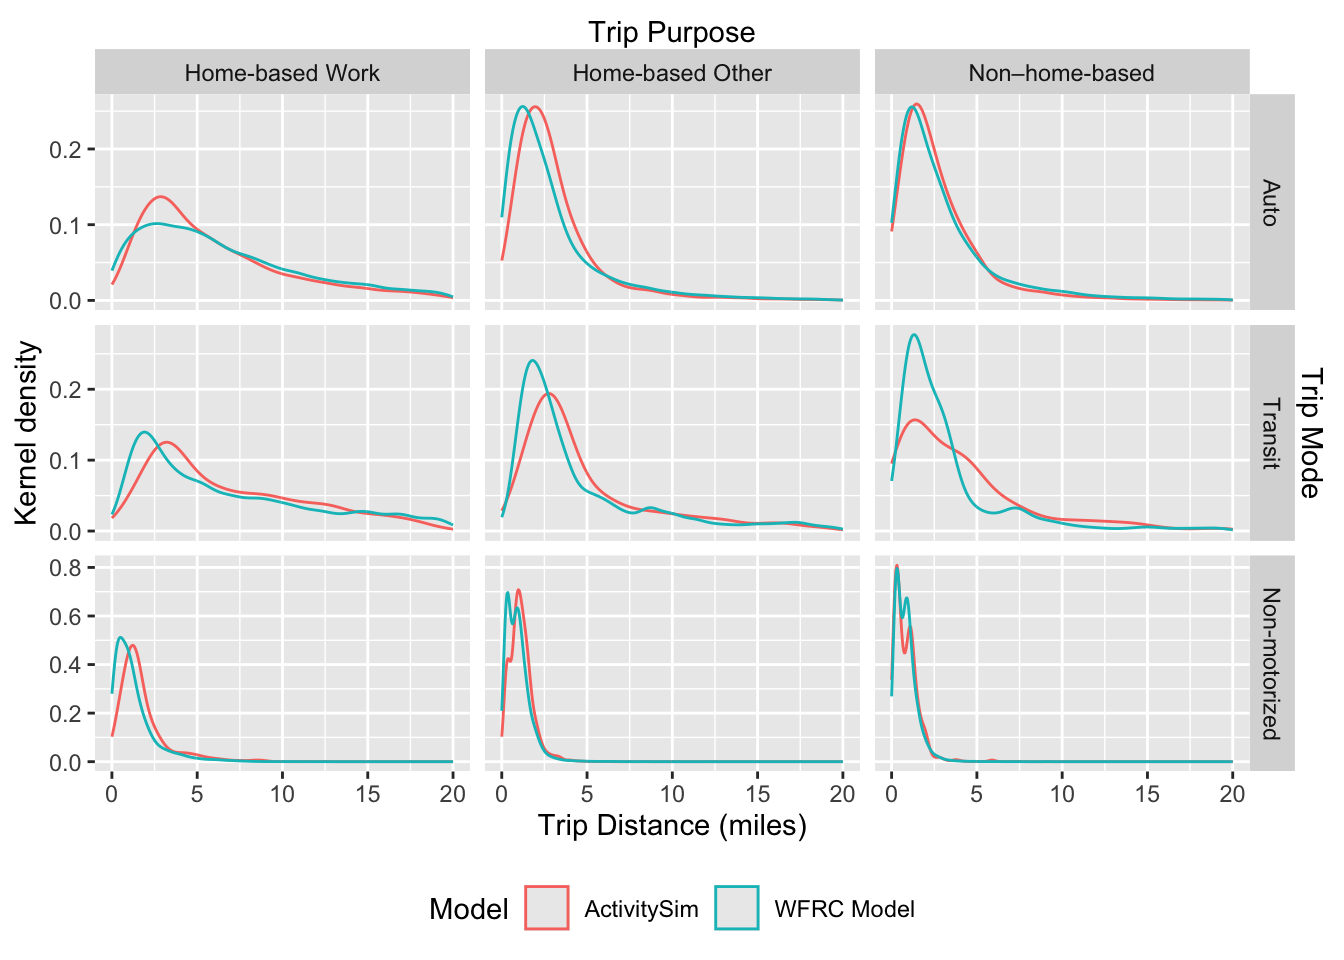 Trip Purpose
Home-based Work Home-based Other Non–home-based
0.2
0.1
0.0
Auto
0.2
0.1
0.0
Transit
0.8
0.6
0.4
0.2
0.0
Non-motorized
Kernel density
Trip Mode
0 5 10 15 20 0 5 10 15 20 0 5 10 15 20
Trip Distance (miles)
Model ActivitySim WFRC Model